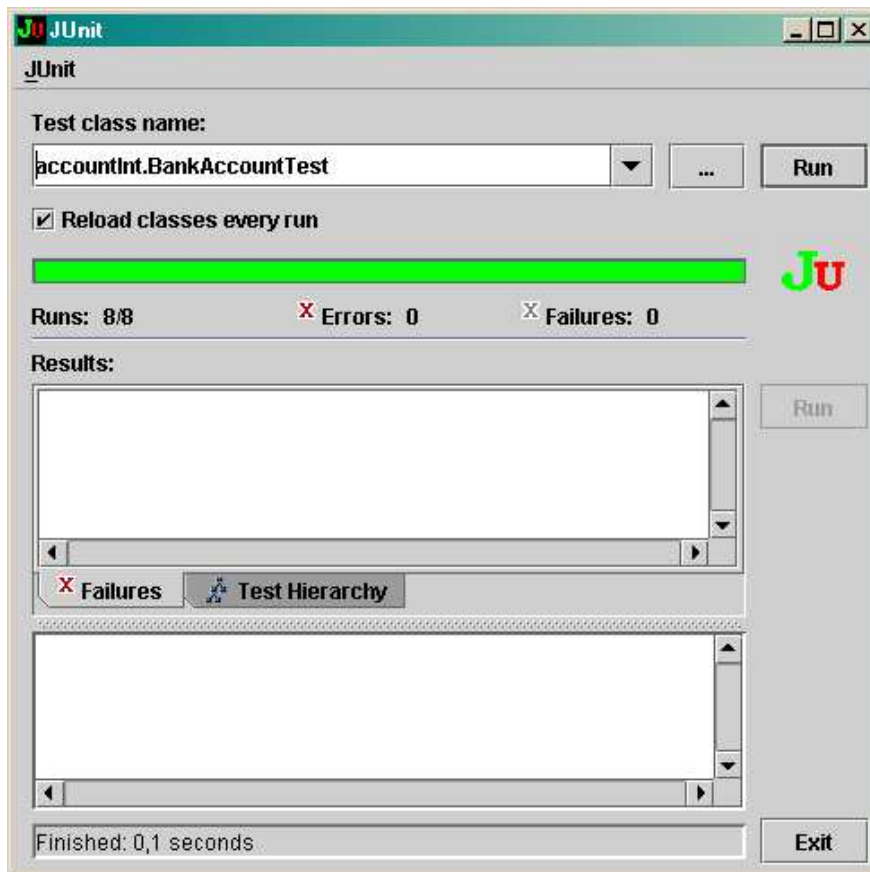 JU JUnit
JUnit
Test class name:
accountInt.BankAccountTest
... Run
Reload classes every run
JU
Runs: 8/8 X Errors: 0 X Failures: 0
Results:
Run
X Failures Test Hierarchy
Finished: 0,1 seconds
Exit